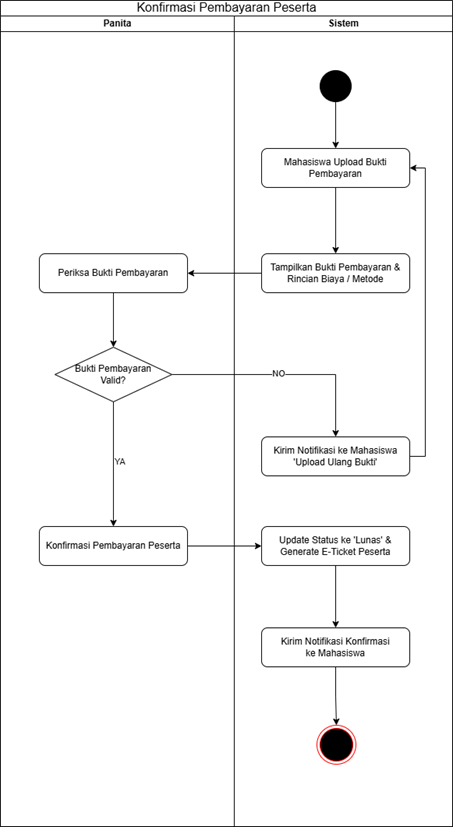 Konfirmasi Pembayaran Peserta
Panita
Sistem
Mahasiswa Upload Bukti
Pembayaran
Periksa Bukti Pembayaran
Tampilkan Bukti Pembayaran &
Rincian Biaya / Metode
Bukti Pembayaran
Valid?
NO
Kirim Notifikasi ke Mahasiswa
'Upload Ulang Bukti'
YA
Konfirmasi Pembayaran Peserta
Update Status ke 'Lunas' &
Generate E-Ticket Peserta
Kirim Notifikasi Konfirmasi
ke Mahasiswa